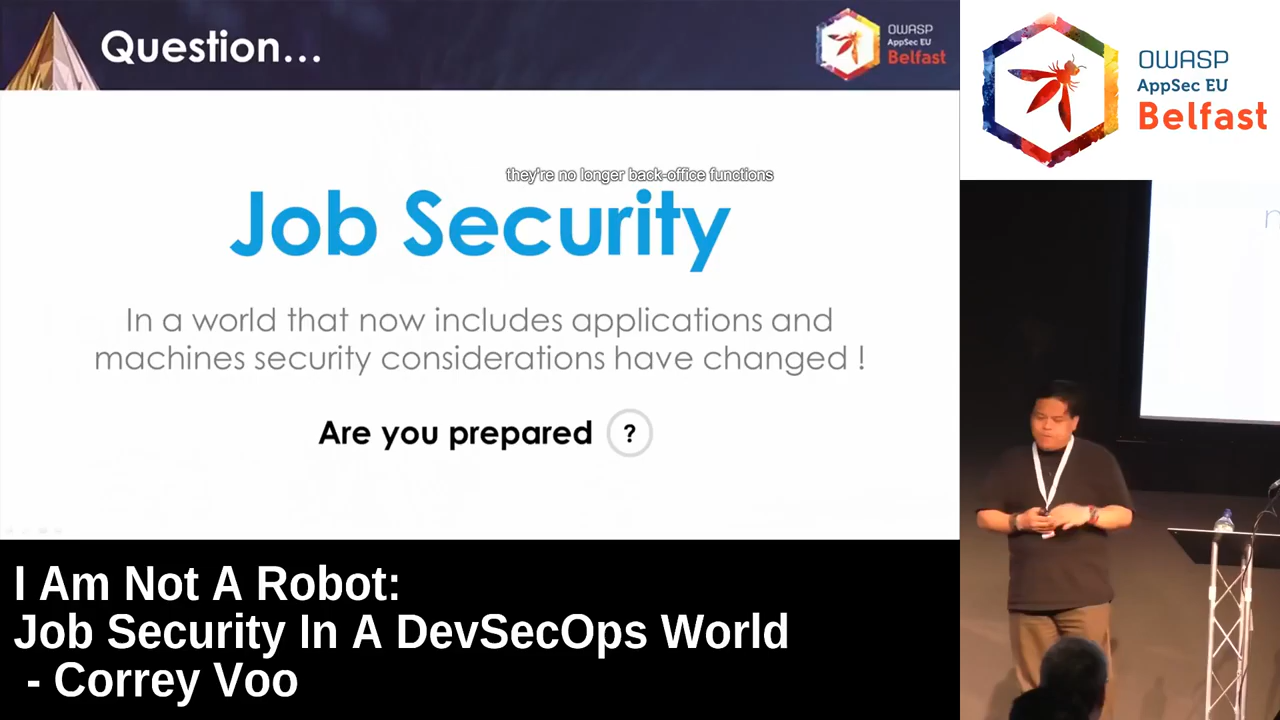 Question...
OWASP
AppSec EU
Belfast
they're no longer back-office functions
Job Security
In a world that now includes applications and
machines security considerations have changed !
Are you prepared ?
OWASP
AppSec EU
Belfast
I Am Not A Robot:
Job Security In A DevSecOps World
- Correy Voo